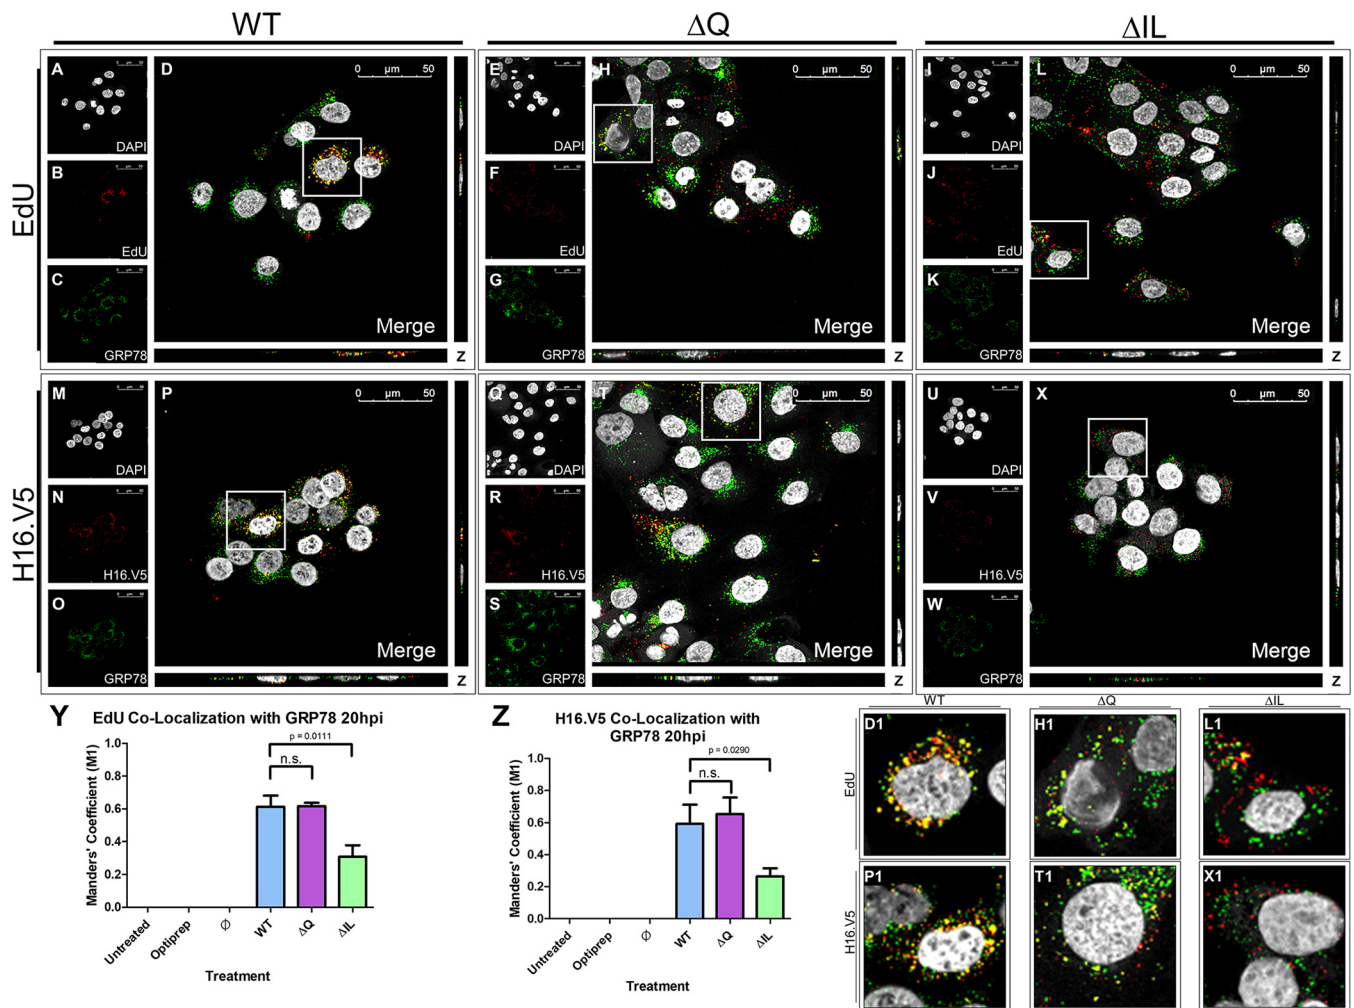 WT
ΔQ
ΔIL
EdU
A
DAPI
B
EdU
C
GRP78
D
0 µm 50
Merge
Z
E
DAPI
F
EdU
G
GRP78
H
0 µm 50
Merge
Z
I
DAPI
J
EdU
K
GRP78
L
0 µm 50
Merge
Z
H16.V5
M
DAPI
N
H16.V5
O
GRP78
P
0 µm 50
Merge
Z
Q
DAPI
R
H16.V5
S
GRP78
T
0 µm 50
Merge
Z
U
DAPI
V
H16.V5
W
GRP78
X
0 µm 50
Merge
Z
Y
EdU Co-Localization with GRP78 20hpi
Manders' Coefficient (M1)
1.0
0.8
0.6
0.4
0.2
0.0
p = 0.0111
n.s.
Untreated
Optiprep
Ø
WT
ΔQ
ΔIL
Treatment
Z
H16.V5 Co-Localization with
GRP78 20hpi
Manders' Coefficient (M1)
1.0
0.8
0.6
0.4
0.2
0.0
p = 0.0290
n.s.
Untreated
Optiprep
Ø
WT
ΔQ
ΔIL
Treatment
WT
ΔQ
ΔIL
EdU
D1
H1
L1
H16.V5
P1
T1
X1